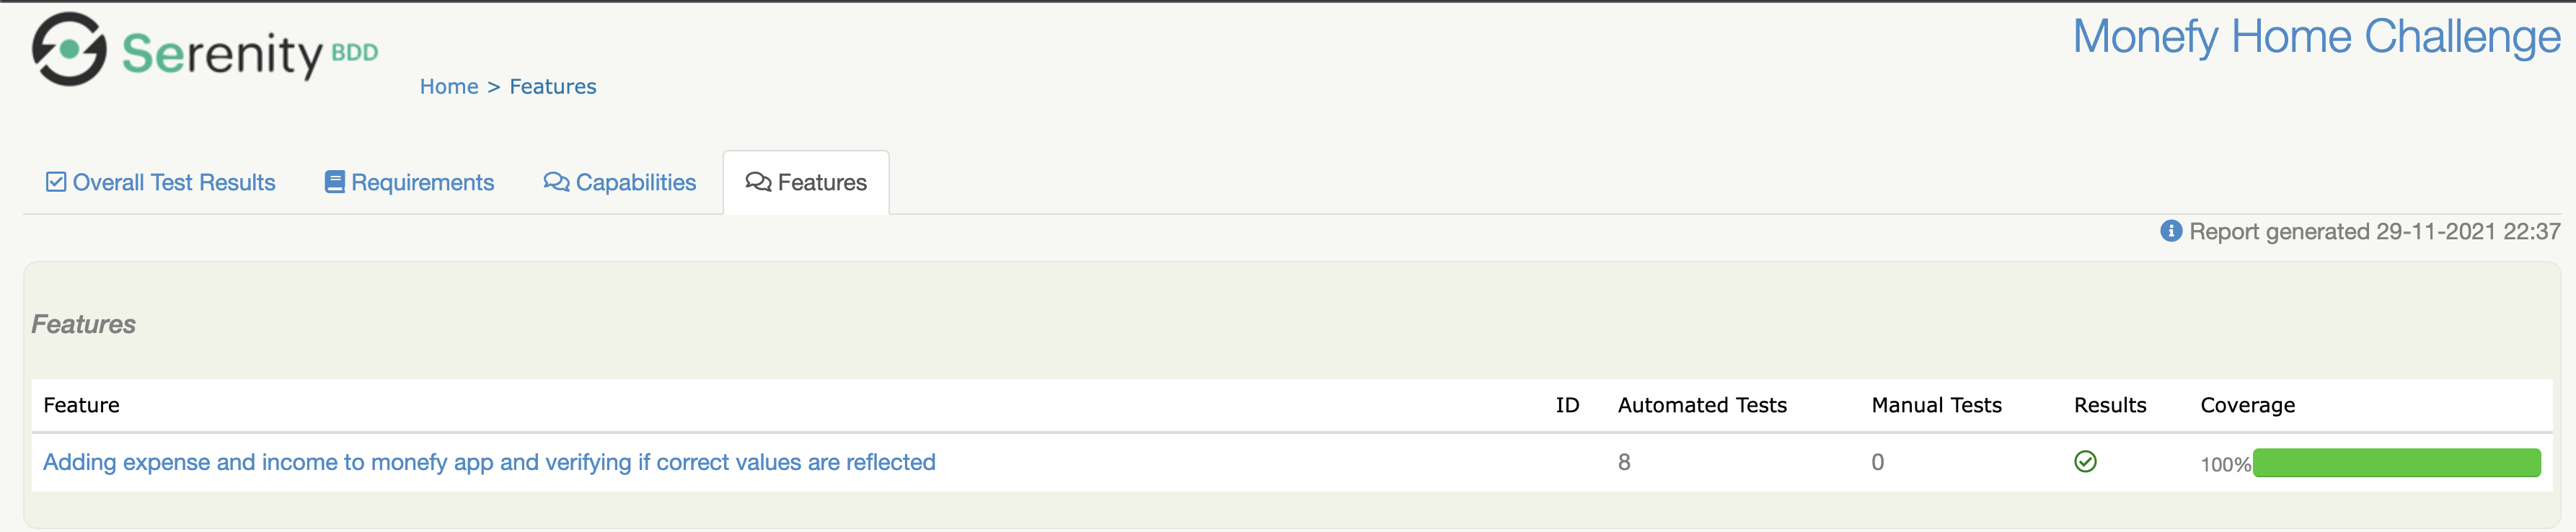 Serenity BDD
Monefy Home Challenge
Home > Features
Overall Test Results
Requirements
Capabilities
Features
Report generated 29-11-2021 22:37
Features
Feature ID Automated Tests Manual Tests Results Coverage
Adding expense and income to monefy app and verifying if correct values are reflected 8 0 100%